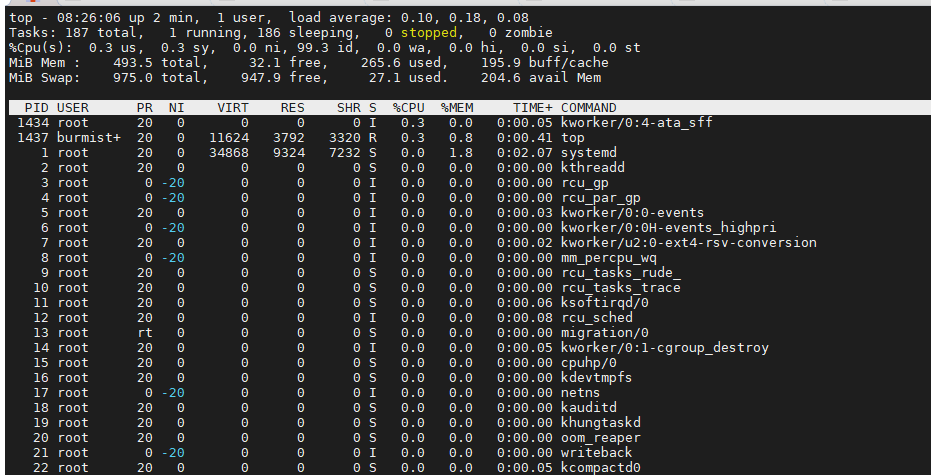 top - 08:26:06 up 2 min,  1 user,  load average: 0.10, 0.18, 0.08
Tasks: 187 total,   1 running, 186 sleeping,   0 stopped,   0 zombie
%Cpu(s):  0.3 us,  0.3 sy,  0.0 ni, 99.3 id,  0.0 wa,  0.0 hi,  0.0 si,  0.0 st
MiB Mem :    493.5 total,     32.1 free,    265.6 used,    195.9 buff/cache
MiB Swap:    975.0 total,    947.9 free,     27.1 used.    204.6 avail Mem
PID USER      PR  NI    VIRT    RES    SHR S  %CPU  %MEM     TIME+ COMMAND
1434 root      20   0       0      0      0 I   0.3   0.0   0:00.05 kworker/0:4-ata_sff
1437 burmist+  20   0   11624   3792   3320 R   0.3   0.8   0:00.41 top
1 root      20   0   34868   9324   7232 S   0.0   1.8   0:02.07 systemd
2 root      20   0       0      0      0 S   0.0   0.0   0:00.00 kthreadd
3 root       0 -20       0      0      0 I   0.0   0.0   0:00.00 rcu_gp
4 root       0 -20       0      0      0 I   0.0   0.0   0:00.00 rcu_par_gp
5 root      20   0       0      0      0 I   0.0   0.0   0:00.03 kworker/0:0-events
6 root       0 -20       0      0      0 I   0.0   0.0   0:00.00 kworker/0:0H-events_highpri
7 root      20   0       0      0      0 I   0.0   0.0   0:00.02 kworker/u2:0-ext4-rsv-conversion
8 root       0 -20       0      0      0 I   0.0   0.0   0:00.00 mm_percpu_wq
9 root      20   0       0      0      0 S   0.0   0.0   0:00.00 rcu_tasks_rude_
10 root      20   0       0      0      0 S   0.0   0.0   0:00.00 rcu_tasks_trace
11 root      20   0       0      0      0 S   0.0   0.0   0:00.06 ksoftirqd/0
12 root      20   0       0      0      0 I   0.0   0.0   0:00.08 rcu_sched
13 root      rt   0       0      0      0 S   0.0   0.0   0:00.00 migration/0
14 root      20   0       0      0      0 I   0.0   0.0   0:00.05 kworker/0:1-cgroup_destroy
15 root      20   0       0      0      0 S   0.0   0.0   0:00.00 cpuhp/0
16 root      20   0       0      0      0 S   0.0   0.0   0:00.00 kdevtmpfs
17 root       0 -20       0      0      0 I   0.0   0.0   0:00.00 netns
18 root      20   0       0      0      0 S   0.0   0.0   0:00.00 kauditd
19 root      20   0       0      0      0 S   0.0   0.0   0:00.00 khungtaskd
20 root      20   0       0      0      0 S   0.0   0.0   0:00.00 oom_reaper
21 root       0 -20       0      0      0 I   0.0   0.0   0:00.00 writeback
22 root      20   0       0      0      0 S   0.0   0.0   0:00.05 kcompactd0